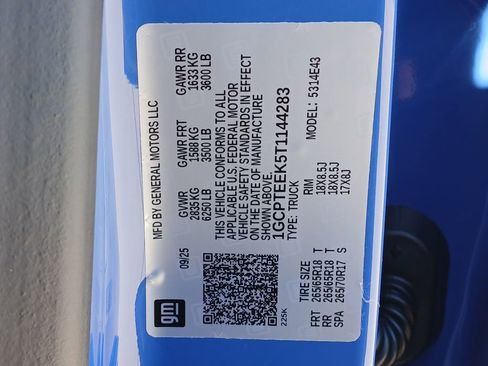 MFD BY GENERAL MOTORS LLC
GVWR GAWR FRT GAWR RR
09/25 2835 KG 1588 KG 1633 KG
6250 LB 3500 LB 3600 LB
THIS VEHICLE CONFORMS TO ALL
APPLICABLE U.S. FEDERAL MOTOR
VEHICLE SAFETY STANDARDS IN EFFECT
ON THE DATE OF MANUFACTURE
SHOWN ABOVE.
1GCPTEEK5T1144283
TYPE: TRUCK MODEL: 5314E43
gm
225K
TIRE SIZE RIM
FRT 265/65R18 T 18X8.5J
RR 265/65R18 T 18X8.5J
SPA 265/70R17 S 17X8J